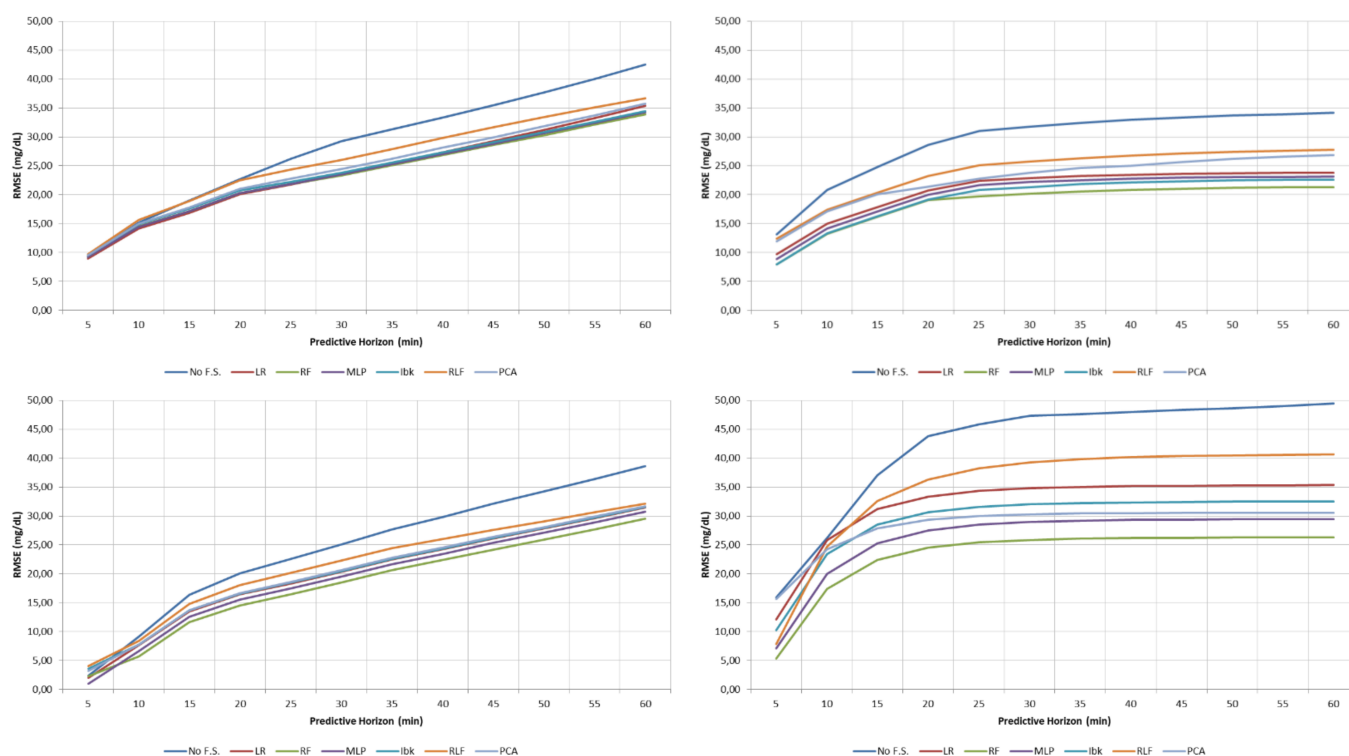 50,00
45,00
40,00
35,00
30,00
25,00
20,00
15,00
10,00
5,00
0,00
RMSE (mg/dL)
5 10 15 20 25 30 35 40 45 50 55 60
Predictive Horizon (min)
No F.S. LR RF MLP Ibk RLF PCA
50,00
45,00
40,00
35,00
30,00
25,00
20,00
15,00
10,00
5,00
0,00
RMSE (mg/dL)
5 10 15 20 25 30 35 40 45 50 55 60
Predictive Horizon (min)
No F.S. LR RF MLP Ibk RLF PCA
50,00
45,00
40,00
35,00
30,00
25,00
20,00
15,00
10,00
5,00
0,00
RMSE (mg/dL)
5 10 15 20 25 30 35 40 45 50 55 60
Predictive Horizon (min)
No F.S. LR RF MLP Ibk RLF PCA
50,00
45,00
40,00
35,00
30,00
25,00
20,00
15,00
10,00
5,00
0,00
RMSE (mg/dL)
5 10 15 20 25 30 35 40 45 50 55 60
Predictive Horizon (min)
No F.S. LR RF MLP Ibk RLF PCA